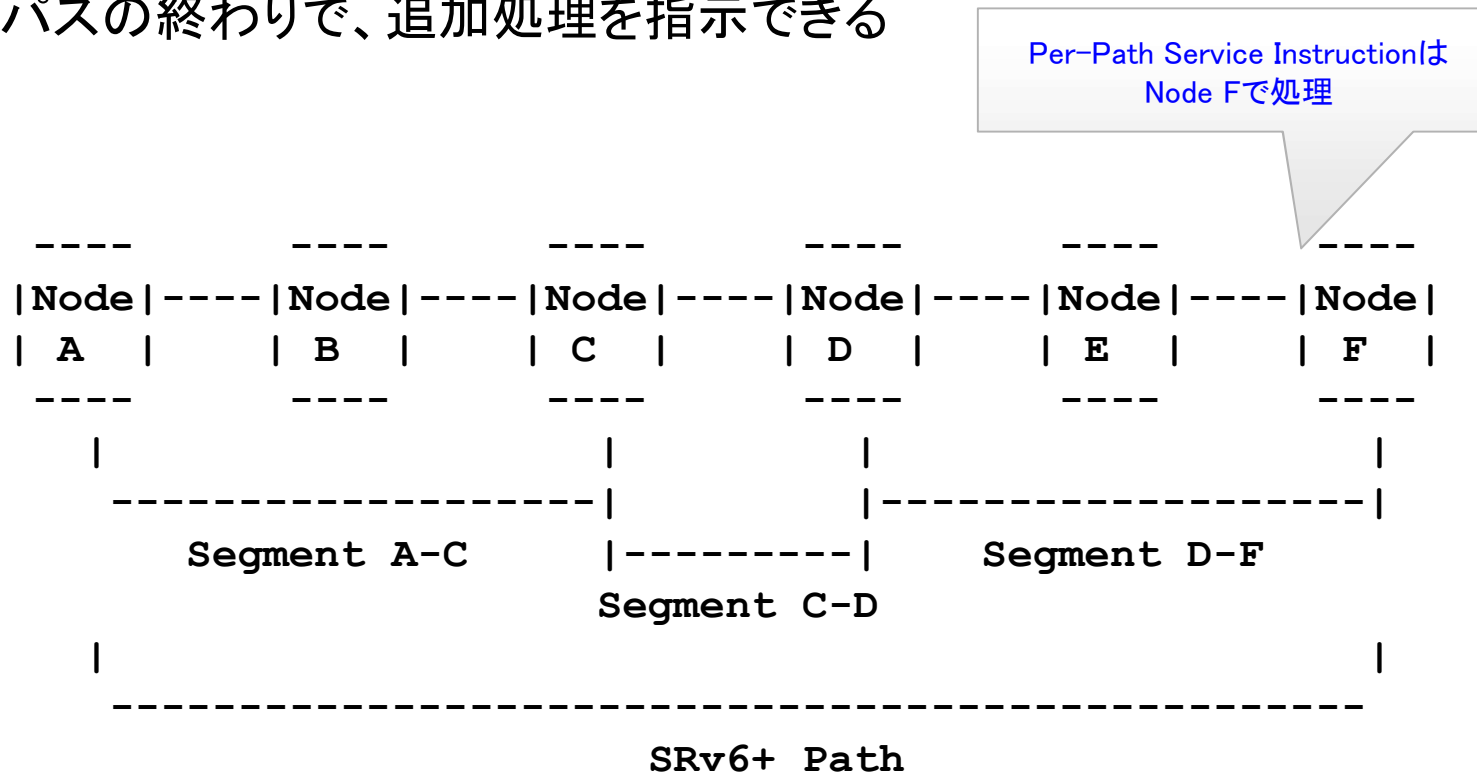 パスの終わりで、追加処理を指示できる
Per-Path Service Instructionは
Node Fで処理
----      ----      ----      ----      ----      ----
|Node|----|Node|----|Node|----|Node|----|Node|----|Node|
| A  |    | B  |    | C  |    | D  |    | E  |    | F  |
----      ----      ----      ----      ----      ----
|                   |         |                   |
-------------------|         |-------------------|
Segment A-C     |---------|    Segment D-F
Segment C-D
|                                                  |
-------------------------------------------------
SRv6+ Path